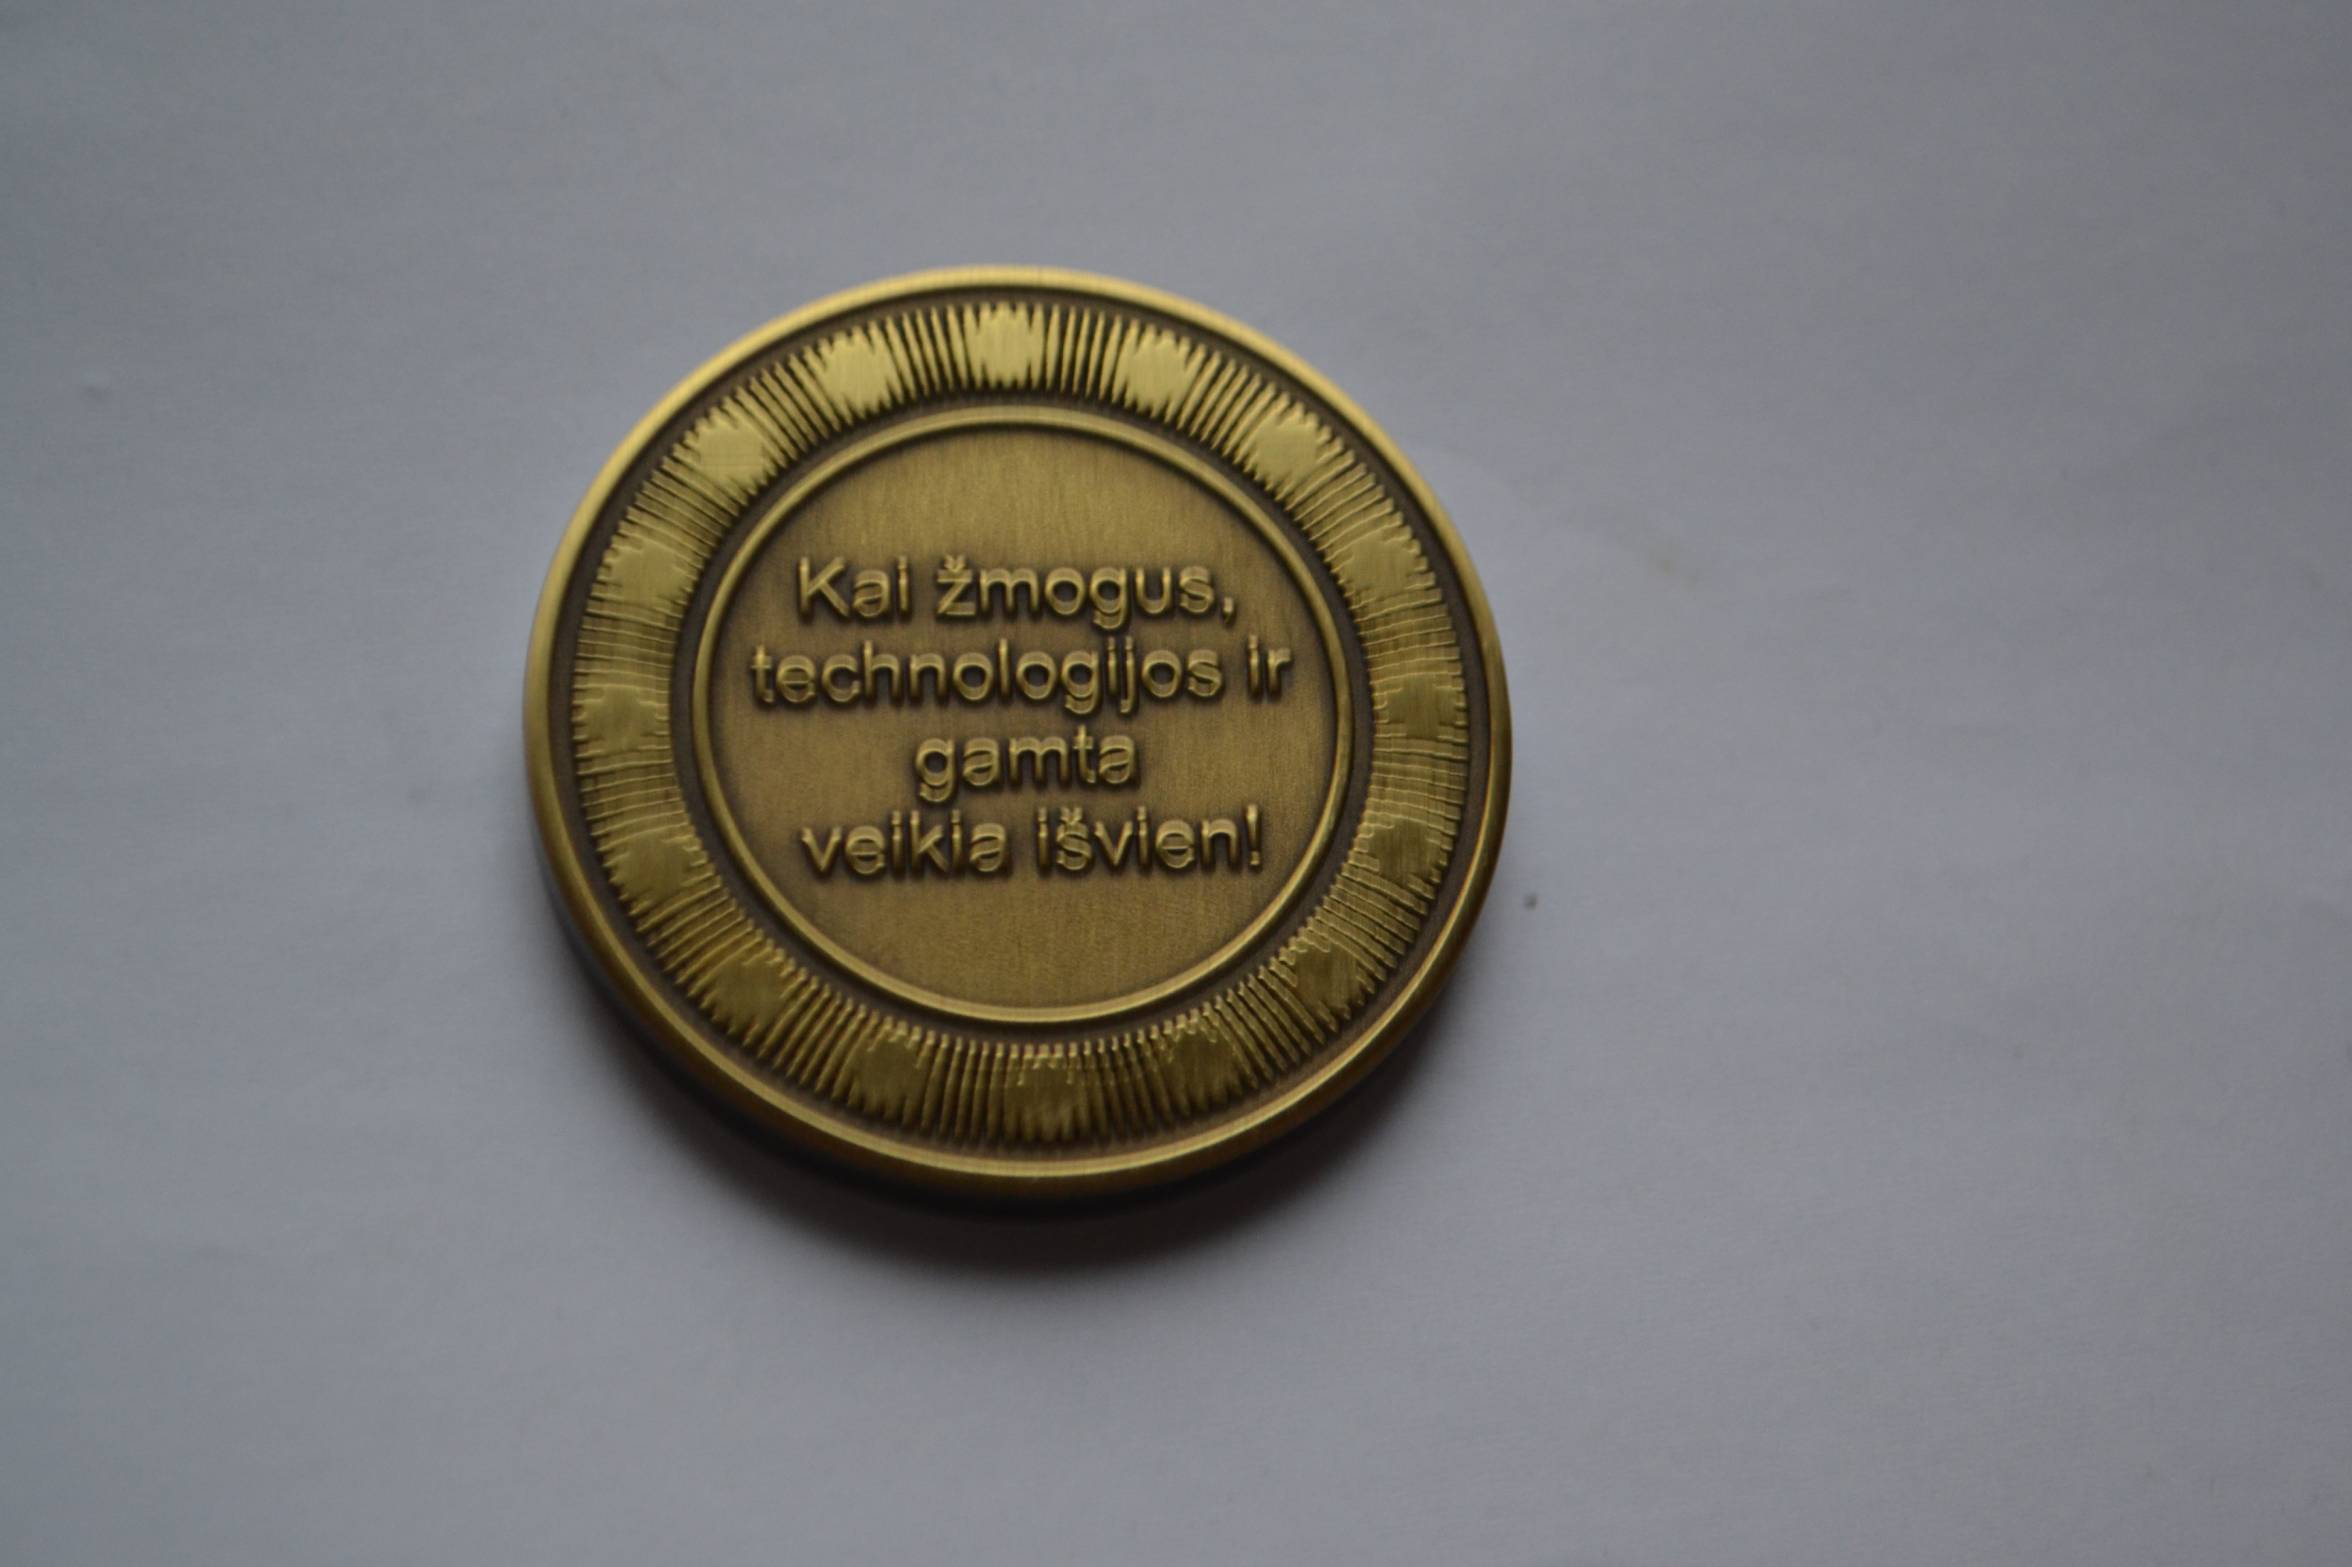 Kai žmogus,
technologijos ir
gamta
veikia išvien!